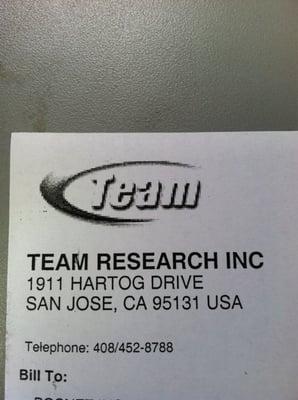 Team
TEAM RESEARCH INC
1911 HARTOG DRIVE
SAN JOSE, CA 95131 USA
Telephone: 408/452-8788
Bill To: